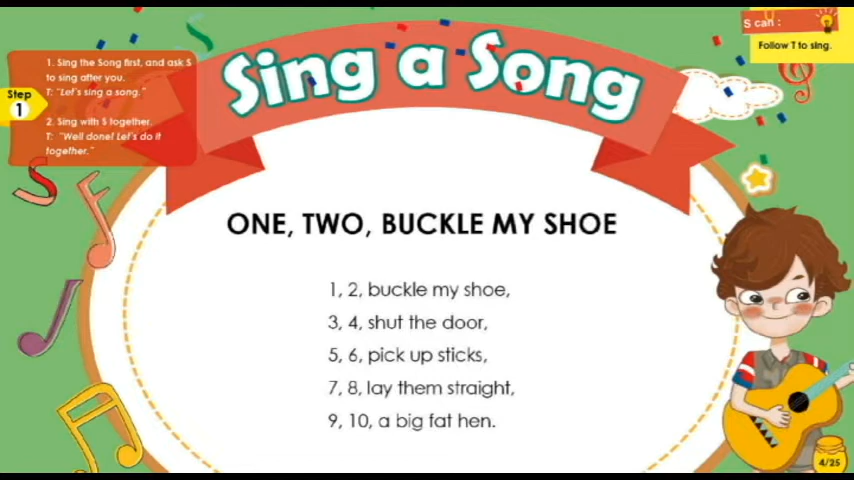 Sing a Song
S can :
Follow T to sing.
Step
1
1. Sing the Song first, and ask S
to sing after you.
T: "Let's sing a song."
2. Sing with S together.
T: "Well done! Let's do it
together."
ONE, TWO, BUCKLE MY SHOE
1, 2, buckle my shoe,
3, 4, shut the door,
5, 6, pick up sticks,
7, 8, lay them straight,
9, 10, a big fat hen.
4/25